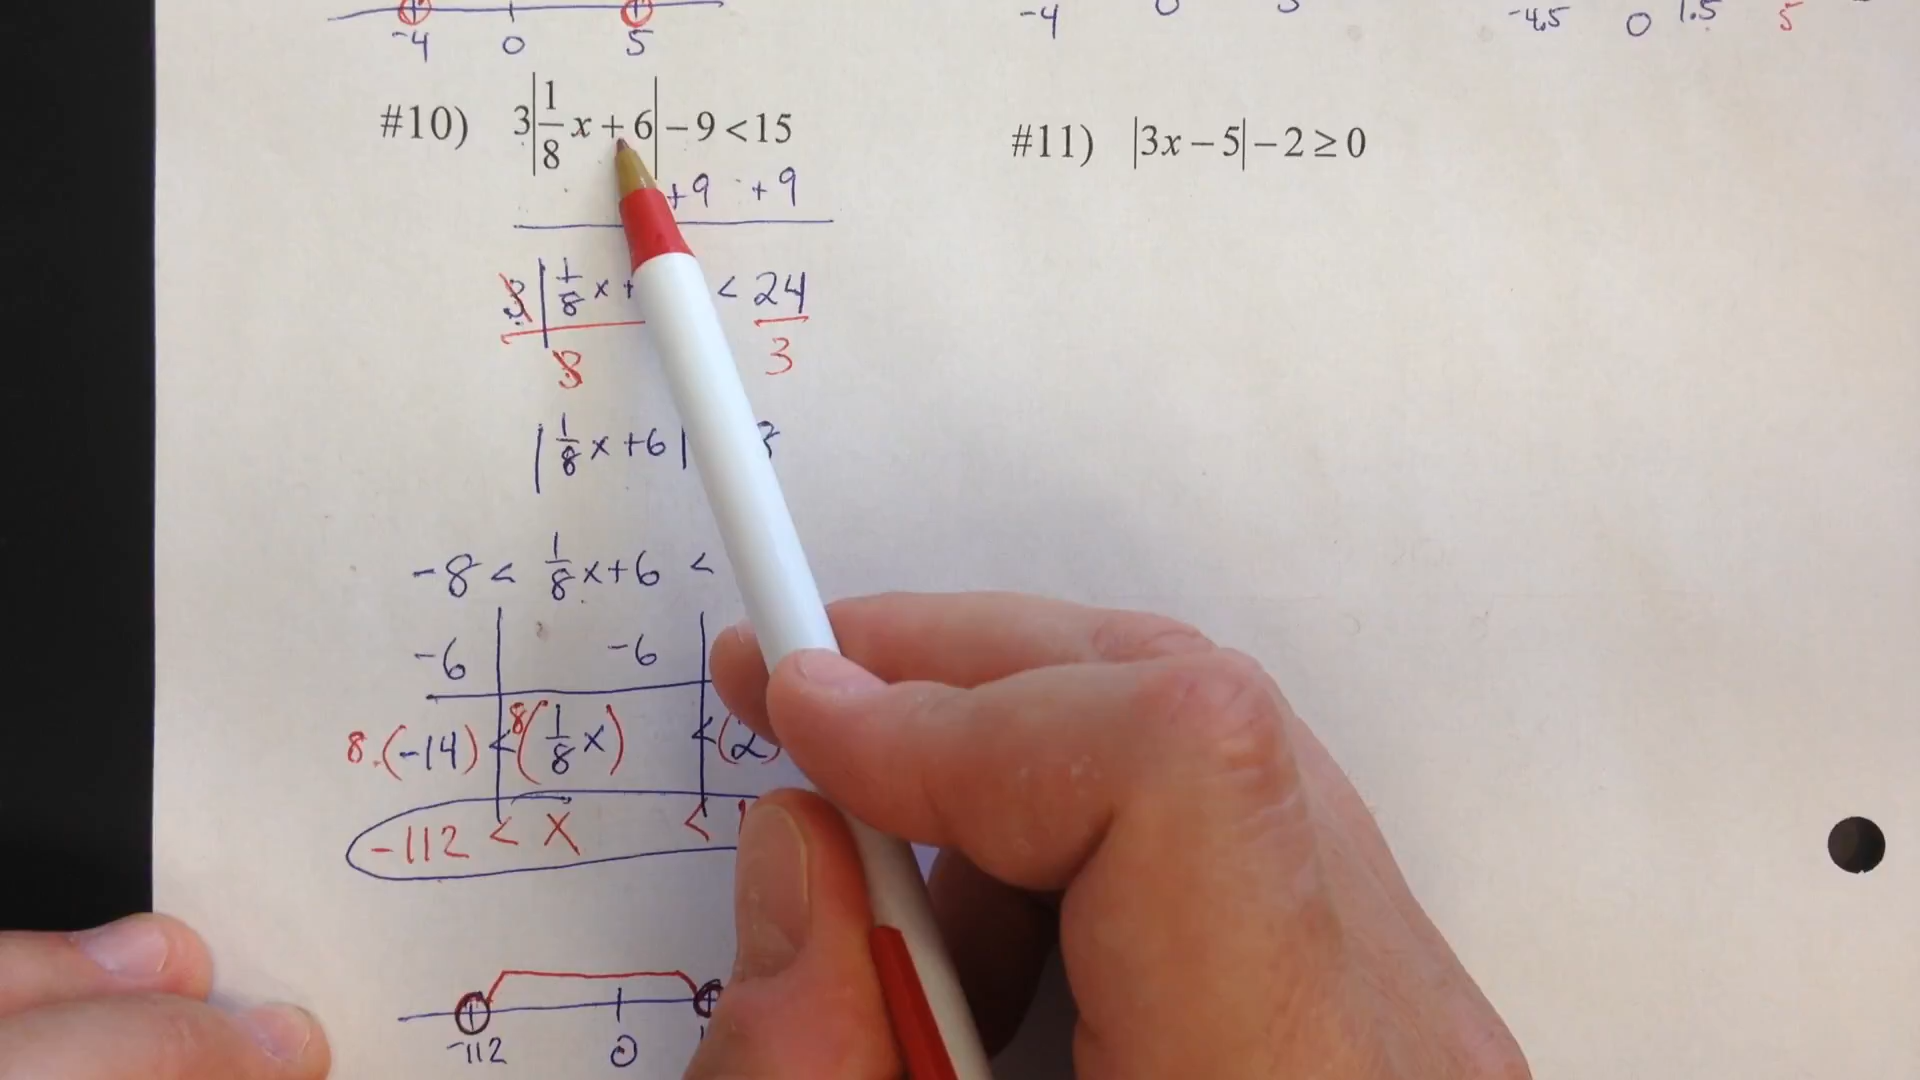 -4 0 5
-4 0
-4.5 0 1.5 5
#10) 3|1/8 x + 6| − 9 < 15
+9 +9
3|1/8 x + < 24
3 3
|1/8 x + 6|
-8 < 1/8 x + 6 <
-6 -6
8·(-14) < 8(1/8 x) < (2)
-112 < x <
-112 0
#11) |3x − 5| − 2 ≥ 0